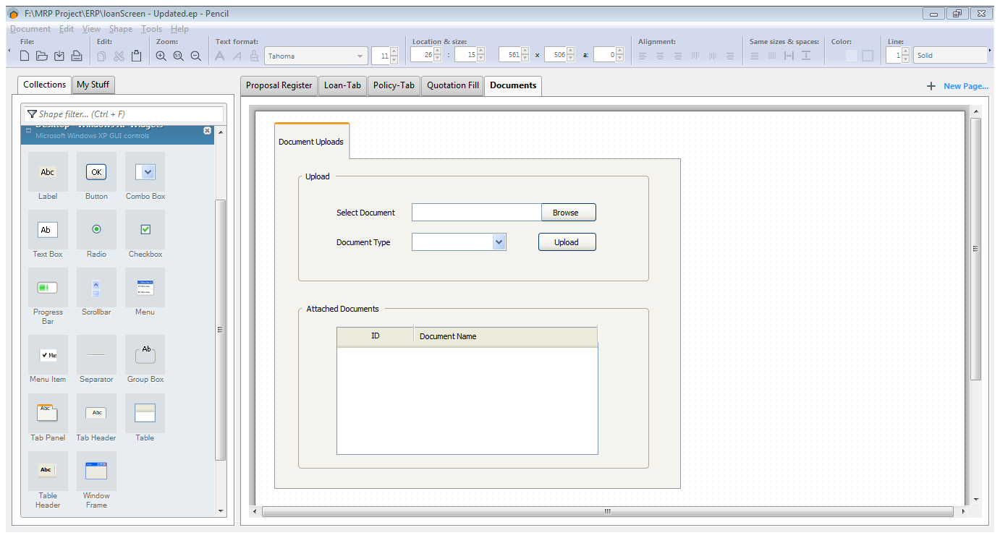 F:\MRP Project\ERP\loanScreen - Updated.ep - Pencil
Document Edit View Shape Tools Help
File: Edit: Zoom: Text format: Location & size: Alignment: Same sizes & spaces: Color: Line:
Tahoma 11 26 : 15 561 x 506 a: 0 1 Solid
Collections My Stuff
Proposal Register Loan-Tab Policy-Tab Quotation Fill Documents
New Page...
Shape filter... (Ctrl + F)
Desktop - Windows XP Widgets
Microsoft Windows XP GUI controls
Abc OK
Label Button Combo Box
Ab
Text Box Radio Checkbox
Progress Bar Scrollbar Menu
Ab
Menu Item Separator Group Box
Abc Abc
Tab Panel Tab Header Table
Abc
Table Header Window Frame
Document Uploads
Upload
Select Document Browse
Document Type Upload
Attached Documents
ID Document Name